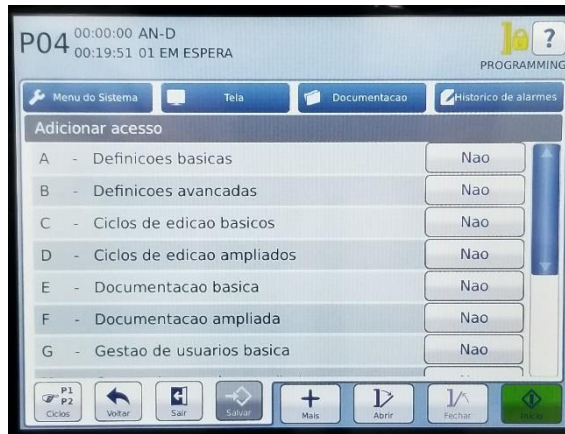 P04 00:00:00 AN-D
00:19:51 01 EM ESPERA
?
PROGRAMMING
Menu do Sistema Tela Documentacao Historico de alarmes
Adicionar acesso
A - Definicoes basicas Nao
B - Definicoes avancadas Nao
C - Ciclos de edicao basicos Nao
D - Ciclos de edicao ampliados Nao
E - Documentacao basica Nao
F - Documentacao ampliada Nao
G - Gestao de usuarios basica Nao
P1
P2
Ciclos Voltar Sair Salvar Mais Abrir Fechar Inicio